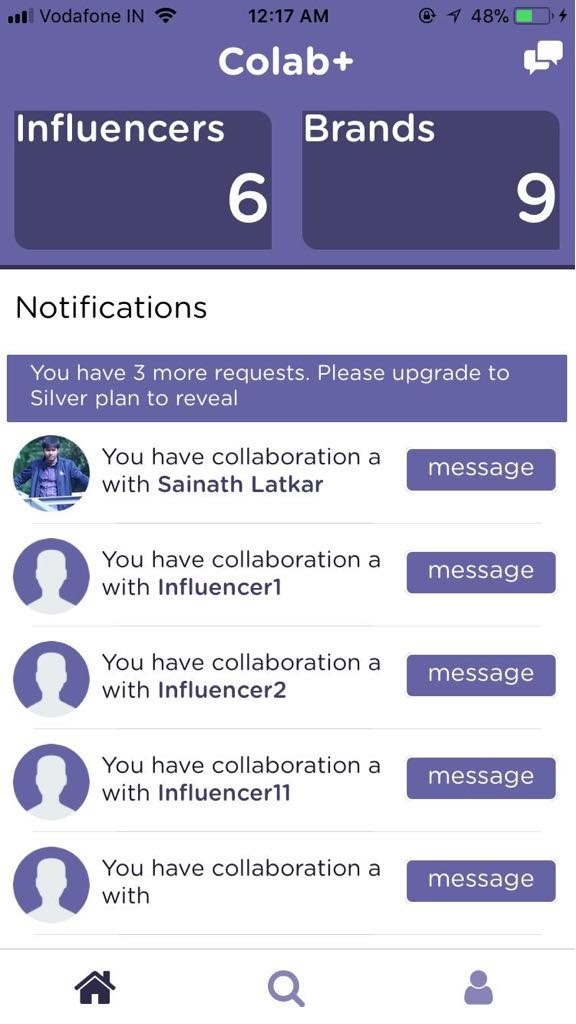 Vodafone IN 12:17 AM 48%
Colab+
Influencers
6
Brands
9
Notifications
You have 3 more requests. Please upgrade to
Silver plan to reveal
You have collaboration a
with Sainath Latkar
message
You have collaboration a
with Influencer1
message
You have collaboration a
with Influencer2
message
You have collaboration a
with Influencer11
message
You have collaboration a
with
message